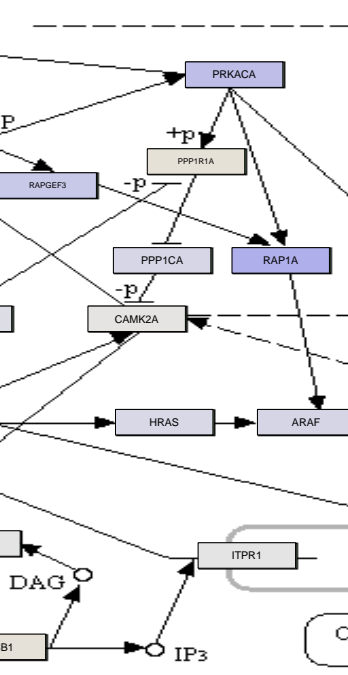 PRKACA
P
+p
PPP1R1A
-p
RAPGEF3
PPP1CA
RAP1A
-p
CAMK2A
HRAS
ARAF
ITPR1
DAG
B1
IP3
C